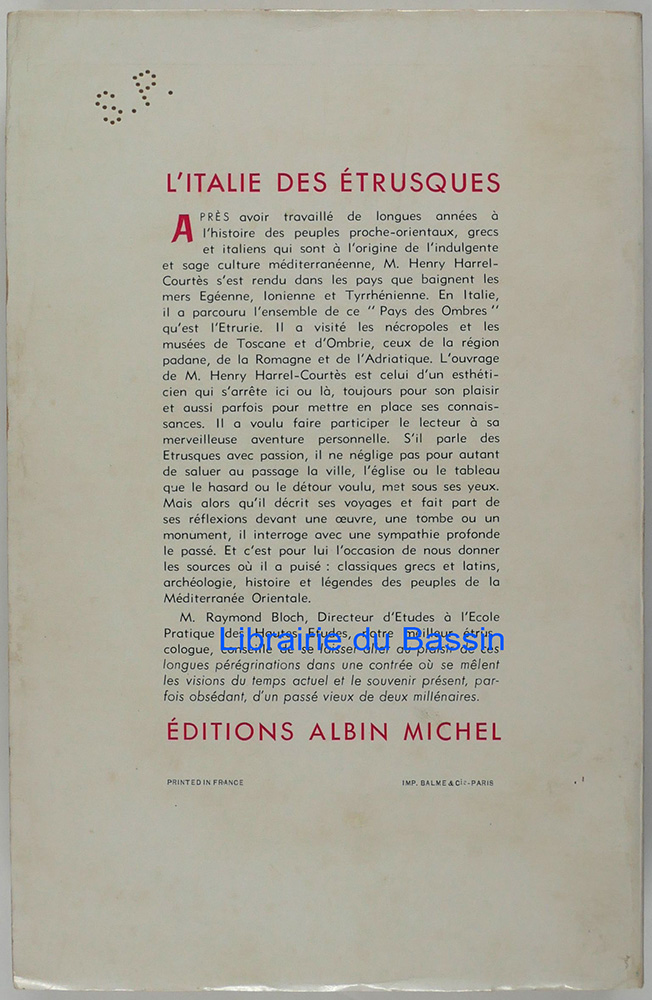 S.P.
L'ITALIE DES ÉTRUSQUES
APRÈS avoir travaillé de longues années à
l'histoire des peuples proche-orientaux, grecs
et italiens qui sont à l'origine de l'indulgente
et sage culture méditerranéenne, M. Henry Harrel-
Courtès s'est rendu dans les pays que baignent les
mers Egéenne, Ionienne et Tyrrhénienne. En Italie,
il a parcouru l'ensemble de ce "Pays des Ombres"
qu'est l'Etrurie. Il a visité les nécropoles et les
musées de Toscane et d'Ombrie, ceux de la région
padane, de la Romagne et de l'Adriatique. L'ouvrage
de M. Henry Harrel-Courtès est celui d'un esthéti-
cien qui s'arrête ici ou là, toujours pour son plaisir
et aussi parfois pour mettre en place ses connais-
sances. Il a voulu faire participer le lecteur à sa
merveilleuse aventure personnelle. S'il parle des
Etrusques avec passion, il ne néglige pas pour autant
de saluer au passage la ville, l'église ou le tableau
que le hasard ou le détour voulu, met sous ses yeux.
Mais alors qu'il décrit ses voyages et fait part de
ses réflexions devant une œuvre, une tombe ou un
monument, il interroge avec une sympathie profonde
le passé. Et c'est pour lui l'occasion de nous donner
les sources où il a puisé : classiques grecs et latins,
archéologie, histoire et légendes des peuples de la
Méditerranée Orientale.
M. Raymond Bloch, Directeur d'Etudes à l'Ecole
Pratique des Hautes Etudes, notre meilleur étrus-
cologue, conseille de se laisser aller au plaisir de ces
longues pérégrinations dans une contrée où se mêlent
les visions du temps actuel et le souvenir présent, par-
fois obsédant, d'un passé vieux de deux millénaires.
Librairie du Bassin
ÉDITIONS ALBIN MICHEL
PRINTED IN FRANCE
IMP. BALME & Cie-PARIS